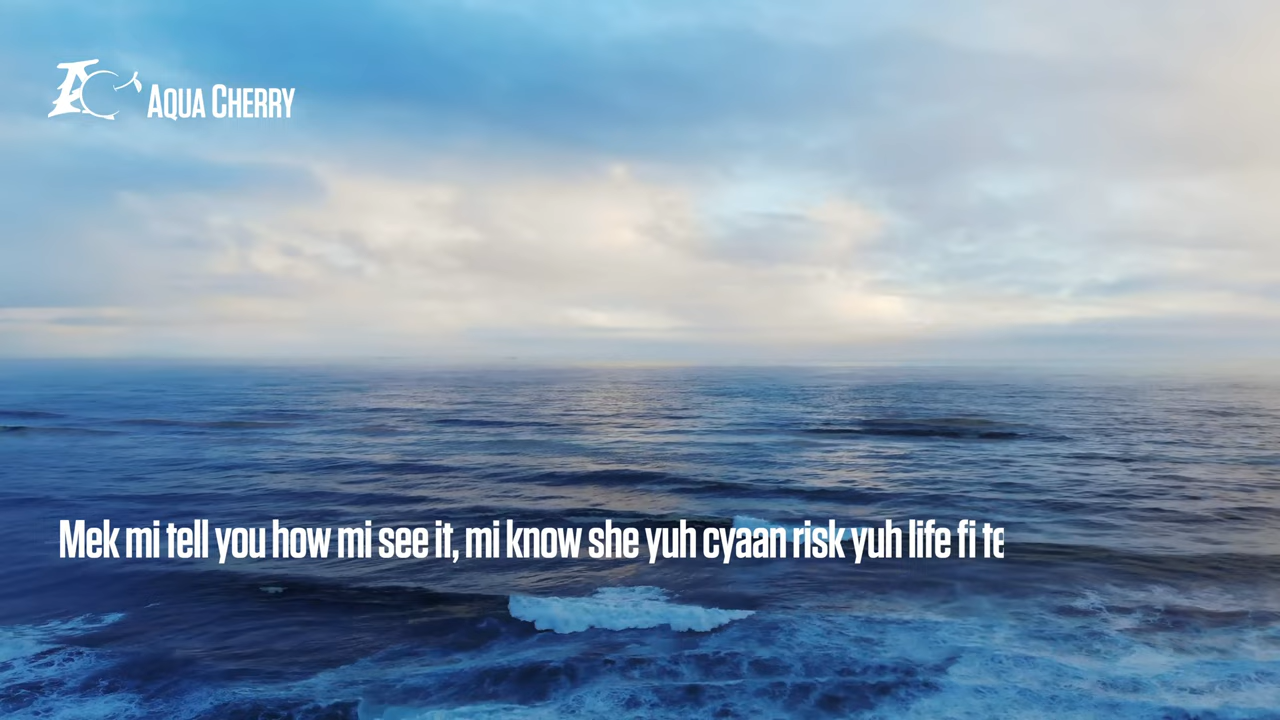 AQUA CHERRY
Mek mi tell you how mi see it, mi know she yuh cyaan risk yuh life fi